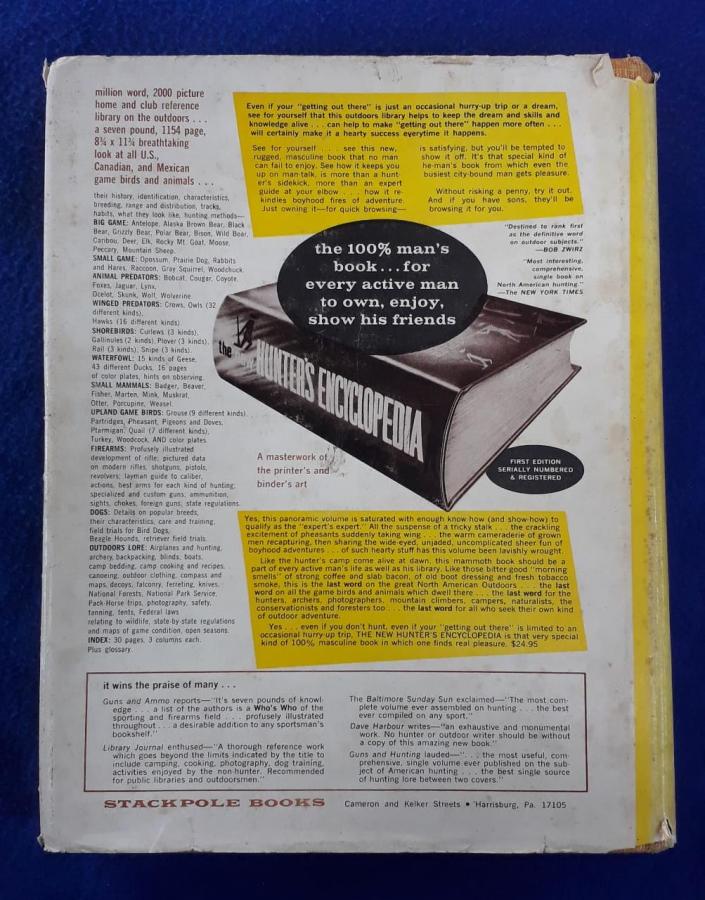 million word, 2000 picture
home and club reference
library on the outdoors . . .
a seven pound, 1154 page,
8¾ x 11¾ breathtaking
look at all U.S.,
Canadian, and Mexican
game birds and animals . . .
their history, identification, characteristics,
breeding, range and distribution, tracks,
habits, what they look like, hunting methods—
BIG GAME: Antelope, Alaska Brown Bear, Black
Bear, Grizzly Bear, Polar Bear, Bison, Wild Boar,
Caribou, Deer, Elk, Rocky Mt. Goat, Moose,
Peccary, Mountain Sheep.
SMALL GAME: Opossum, Prairie Dog, Rabbits
and Hares, Raccoon, Gray Squirrel, Woodchuck.
ANIMAL PREDATORS: Bobcat, Cougar, Coyote,
Foxes, Jaguar, Lynx,
Ocelot, Skunk, Wolf, Wolverine.
WINGED PREDATORS: Crows, Owls (32
different kinds),
Hawks (16 different kinds).
SHOREBIRDS: Curlews (3 kinds),
Gallinules (2 kinds), Plover (3 kinds),
Rail (3 kinds), Snipe (3 kinds).
WATERFOWL: 15 kinds of Geese,
43 different Ducks, 16 pages
of color plates, hints on observing.
SMALL MAMMALS: Badger, Beaver,
Fisher, Marten, Mink, Muskrat,
Otter, Porcupine, Weasel.
UPLAND GAME BIRDS: Grouse (9 different kinds),
Partridges, Pheasant, Pigeons and Doves,
Ptarmigan, Quail (7 different kinds),
Turkey, Woodcock, AND color plates.
FIREARMS: Profusely illustrated
development of rifle; pictured data
on modern rifles, shotguns, pistols,
revolvers; layman guide to caliber,
actions, best arms for each kind of hunting;
specialized and custom guns, ammunition,
sights, chokes, foreign guns, state regulations.
DOGS: Details on popular breeds,
their characteristics, care and training,
field trials for Bird Dogs,
Beagle Hounds, retriever field trials.
OUTDOORS LORE: Airplanes and hunting,
archery, backpacking, blinds, boats,
camp bedding, camp cooking and recipes,
canoeing, outdoor clothing, compass and
maps, decoys, falconry, ferreting, knives,
National Forests, National Park Service,
Pack-Horse trips, photography, safety,
tanning, tents, Federal laws
relating to wildlife, state-by-state regulations
and maps of game condition, open seasons.
INDEX: 30 pages, 3 columns each.
Plus glossary.
Even if your "getting out there" is just an occasional hurry-up trip or a dream,
see for yourself that this outdoors library helps to keep the dream and skills and
knowledge alive . . . can help to make "getting out there" happen more often . . .
will certainly make it a hearty success everytime it happens.
See for yourself . . . see this new,
rugged, masculine book that no man
can fail to enjoy. See how it keeps you
up on man-talk, is more than a hunt-
er's sidekick, more than an expert
guide at your elbow . . . how it re-
kindles boyhood fires of adventure.
Just owning it—for quick browsing—
is satisfying, but you'll be tempted to
show it off. It's that special kind of
he-man's book from which even the
busiest city-bound man gets pleasure.
Without risking a penny, try it out.
And if you have sons, they'll be
browsing it for you.
"Destined to rank first
as the definitive word
on outdoor subjects."
—BOB ZWIRZ
"Most interesting,
comprehensive,
single book on
North American hunting."
—The NEW YORK TIMES
the 100% man's
book...for
every active man
to own, enjoy,
show his friends
the
HUNTER'S ENCYCLOPEDIA
A masterwork of
the printer's and
binder's art
FIRST EDITION
SERIALLY NUMBERED
& REGISTERED
Yes, this panoramic volume is saturated with enough know how (and show-how) to
qualify as the "expert's expert." All the suspense of a tricky stalk . . . the crackling
excitement of pheasants suddenly taking wing . . . the warm cameraderie of grown
men recapturing, then sharing the wide-eyed, unjaded, uncomplicated sheer fun of
boyhood adventures . . . of such hearty stuff has this volume been lavishly wrought.
Like the hunter's camp come alive at dawn, this mammoth book should be a
part of every active man's life as well as his library. Like those bitter good "morning
smells" of strong coffee and slab bacon, of old boot dressing and fresh tobacco
smoke, this is the last word on the great North American Outdoors . . . the last
word on all the game birds and animals which dwell there . . . the last word for the
hunters, archers, photographers, mountain climbers, campers, naturalists, the
conservationists and foresters too . . . the last word for all who seek their own kind
of outdoor adventure.
Yes . . . even if you don't hunt, even if your "getting out there" is limited to an
occasional hurry-up trip, THE NEW HUNTER'S ENCYCLOPEDIA is that very special
kind of 100% masculine book in which one finds real pleasure. $24.95
it wins the praise of many . . .
Guns and Ammo reports—"It's seven pounds of knowl-
edge . . . a list of the authors is a Who's Who of the
sporting and firearms field . . . profusely illustrated
throughout . . . a desirable addition to any sportsman's
bookshelf."
Library Journal enthused—"A thorough reference work
which goes beyond the limits indicated by the title to
include camping, cooking, photography, dog training,
activities enjoyed by the non-hunter. Recommended
for public libraries and outdoorsmen."
The Baltimore Sunday Sun exclaimed—"The most com-
plete volume ever assembled on hunting . . . the best
ever compiled on any sport."
Dave Harbour writes—"an exhaustive and monumental
work. No hunter or outdoor writer should be without
a copy of this amazing new book."
Guns and Hunting lauded—". . . the most useful, com-
prehensive, single volume ever published on the sub-
ject of American hunting . . . the best single source
of hunting lore between two covers."
STACKPOLE BOOKS Cameron and Kelker Streets • Harrisburg, Pa. 17105